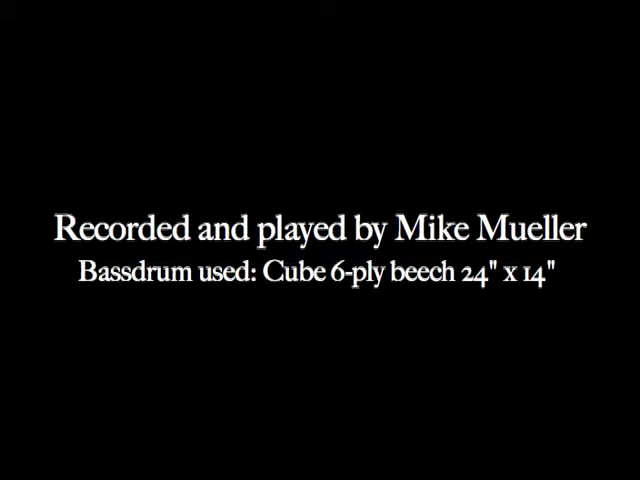 Recorded and played by Mike Mueller
Bassdrum used: Cube 6-ply beech 24" x 14"